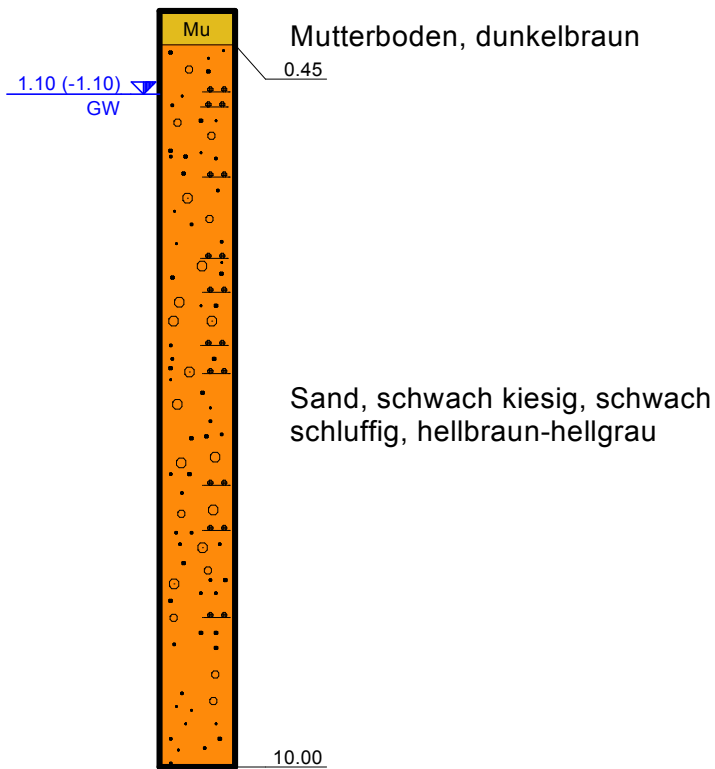 Mu
Mutterboden, dunkelbraun
0.45
1.10 (-1.10)
GW
Sand, schwach kiesig, schwach
schluffig, hellbraun-hellgrau
10.00